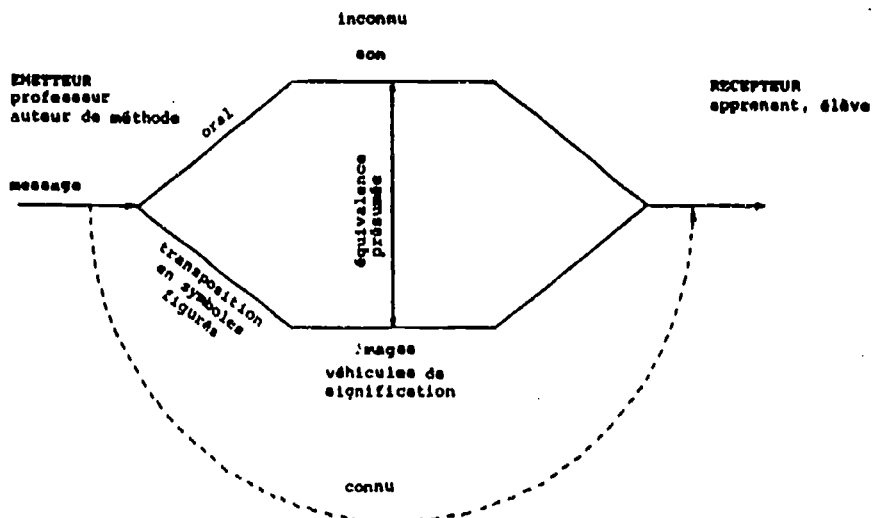 inconnu
son
EMETTEUR
professeur
auteur de méthode
RECEPTEUR
apprenant, élève
oral
message
équivalence
présumée
transposition
en symboles
figurés
images
véhicules de
signification
connu